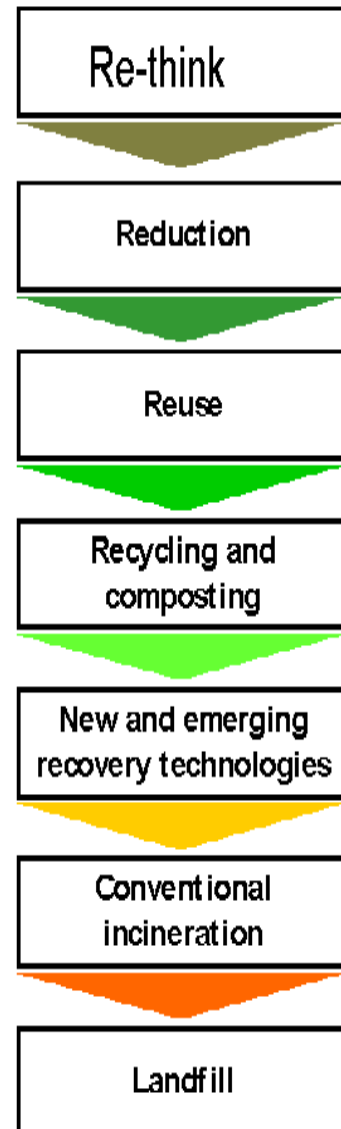 Re-think
Reduction
Reuse
Recycling and
composting
New and emerging
recovery technologies
Conventional
incineration
Landfill